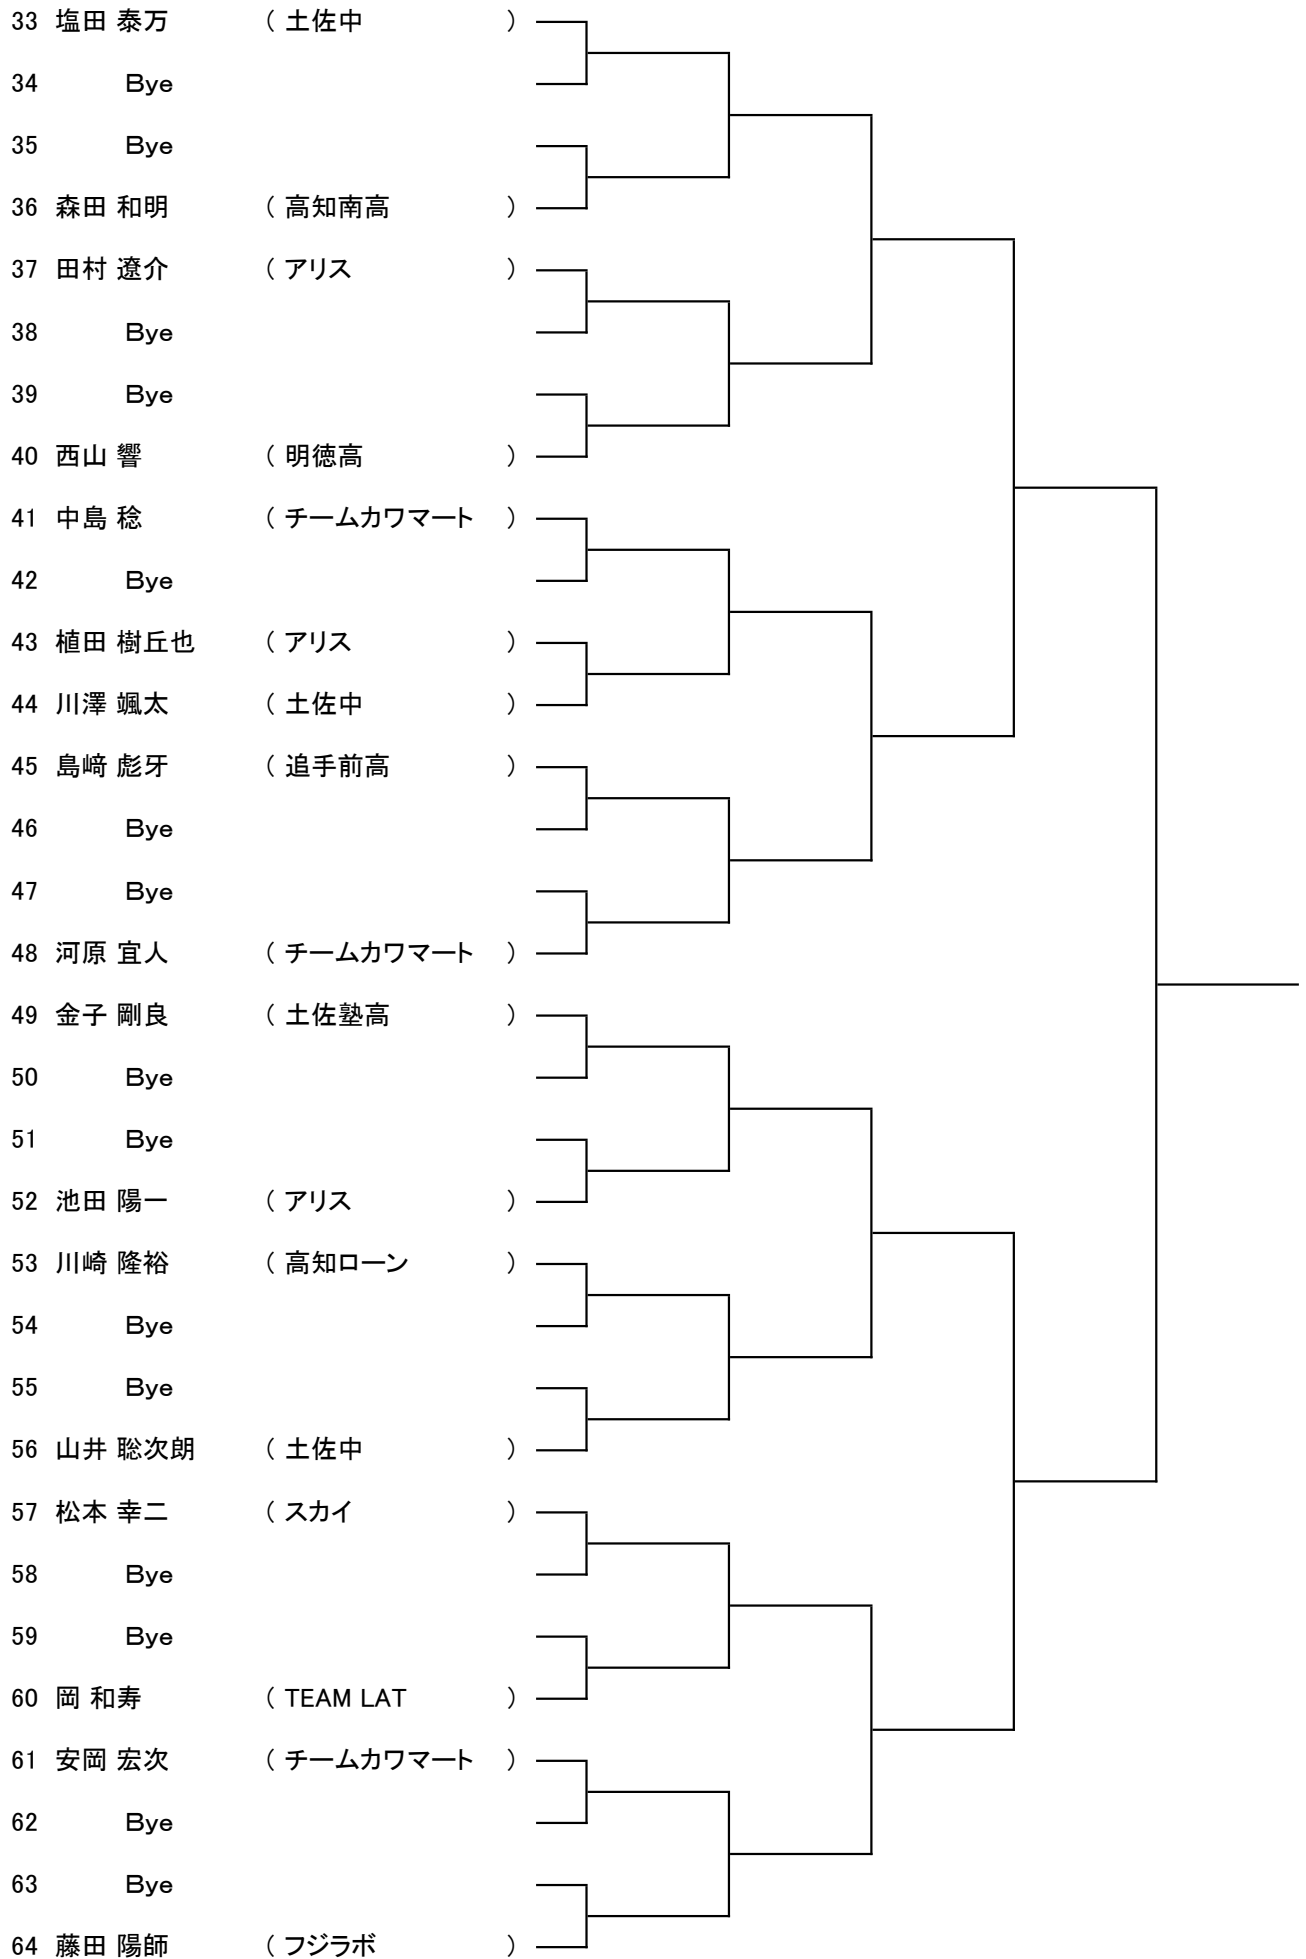 33 塩田 泰万 ( 土佐中 )
34 Bye
35 Bye
36 森田 和明 ( 高知南高 )
37 田村 遼介 ( アリス )
38 Bye
39 Bye
40 西山 響 ( 明徳高 )
41 中島 稔 ( チームカワマート )
42 Bye
43 植田 樹丘也 ( アリス )
44 川澤 颯太 ( 土佐中 )
45 島﨑 彪牙 ( 追手前高 )
46 Bye
47 Bye
48 河原 宜人 ( チームカワマート )
49 金子 剛良 ( 土佐塾高 )
50 Bye
51 Bye
52 池田 陽一 ( アリス )
53 川崎 隆裕 ( 高知ローン )
54 Bye
55 Bye
56 山井 聡次朗 ( 土佐中 )
57 松本 幸二 ( スカイ )
58 Bye
59 Bye
60 岡 和寿 ( TEAM LAT )
61 安岡 宏次 ( チームカワマート )
62 Bye
63 Bye
64 藤田 陽師 ( フジラボ )